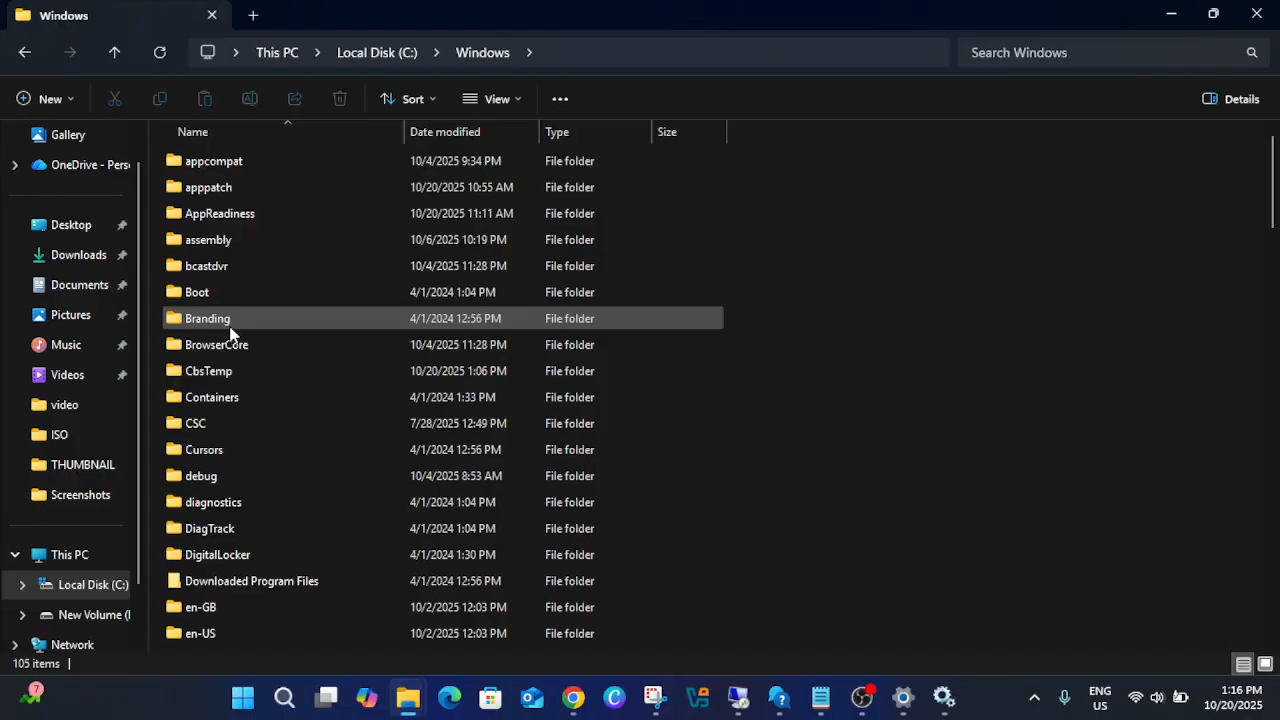 Windows
This PC Local Disk (C:) Windows Search Windows
New Sort View Details
Gallery
OneDrive - Pers
Desktop
Downloads
Documents
Pictures
Music
Videos
video
ISO
THUMBNAIL
Screenshots
This PC
Local Disk (C:)
New Volume (
Network
Name Date modified Type Size
appcompat 10/4/2025 9:34 PM File folder
apppatch 10/20/2025 10:55 AM File folder
AppReadiness 10/20/2025 11:11 AM File folder
assembly 10/6/2025 10:19 PM File folder
bcastdvr 10/4/2025 11:28 PM File folder
Boot 4/1/2024 1:04 PM File folder
Branding 4/1/2024 12:56 PM File folder
BrowserCore 10/4/2025 11:28 PM File folder
CbsTemp 10/20/2025 1:06 PM File folder
Containers 4/1/2024 1:33 PM File folder
CSC 7/28/2025 12:49 PM File folder
Cursors 4/1/2024 12:56 PM File folder
debug 10/4/2025 8:53 AM File folder
diagnostics 4/1/2024 1:04 PM File folder
DiagTrack 4/1/2024 1:04 PM File folder
DigitalLocker 4/1/2024 1:30 PM File folder
Downloaded Program Files 4/1/2024 12:56 PM File folder
en-GB 10/2/2025 12:03 PM File folder
en-US 10/2/2025 12:03 PM File folder
105 items
7
ENG
US
1:16 PM
10/20/2025